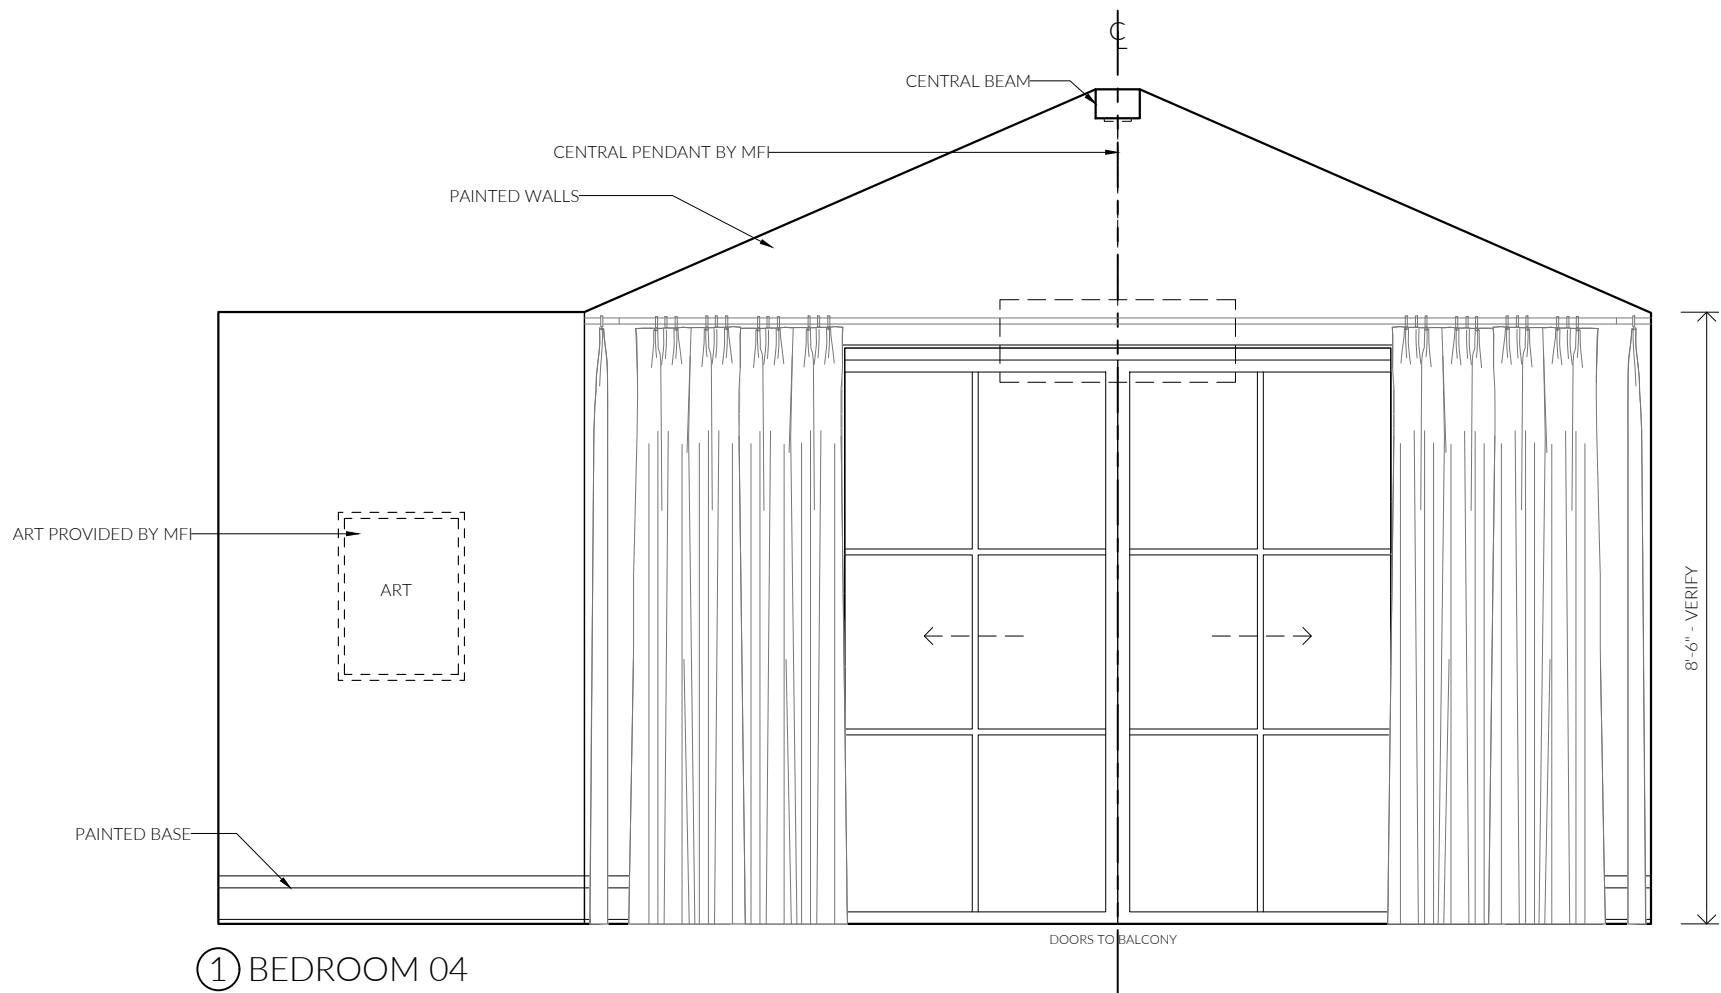 ℄
CENTRAL BEAM
CENTRAL PENDANT BY MFI
PAINTED WALLS
ART PROVIDED BY MFI
ART
8'-6" - VERIFY
PAINTED BASE
DOORS TO BALCONY
1 BEDROOM 04